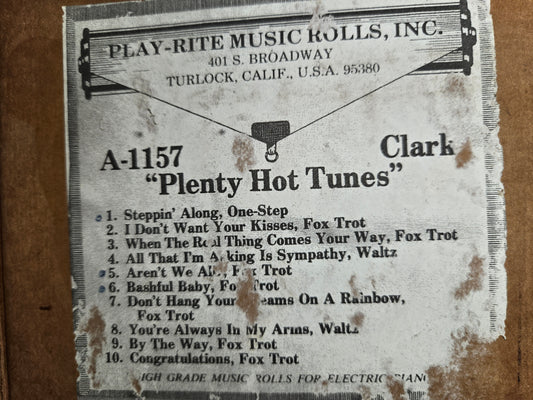 PLAY-RITE MUSIC ROLLS, INC.
401 S. BROADWAY
TURLOCK, CALIF., U.S.A. 95380
A-1157 Clark
"Plenty Hot Tunes"
1. Steppin' Along, One-Step
2. I Don't Want Your Kisses, Fox Trot
3. When The Real Thing Comes Your Way, Fox Trot
4. All That I'm Asking Is Sympathy, Waltz
5. Aren't We All, Fox Trot
6. Bashful Baby, Fox Trot
7. Don't Hang Your Dreams On A Rainbow,
Fox Trot
8. You're Always In My Arms, Waltz
9. By The Way, Fox Trot
10. Congratulations, Fox Trot
IGH GRADE MUSIC ROLLS FOR ELECTRIC PIANO